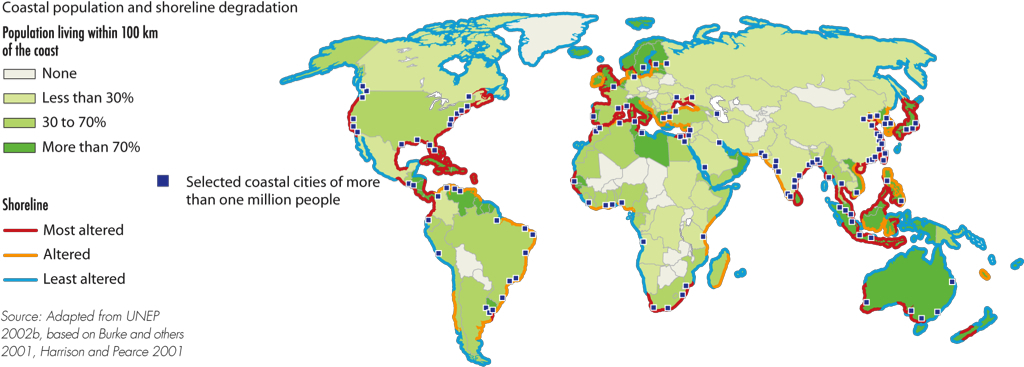 Coastal population and shoreline degradation
Population living within 100 km
of the coast
None
Less than 30%
30 to 70%
More than 70%
Selected coastal cities of more
than one million people
Shoreline
Most altered
Altered
Least altered
Source: Adapted from UNEP
2002b, based on Burke and others
2001, Harrison and Pearce 2001